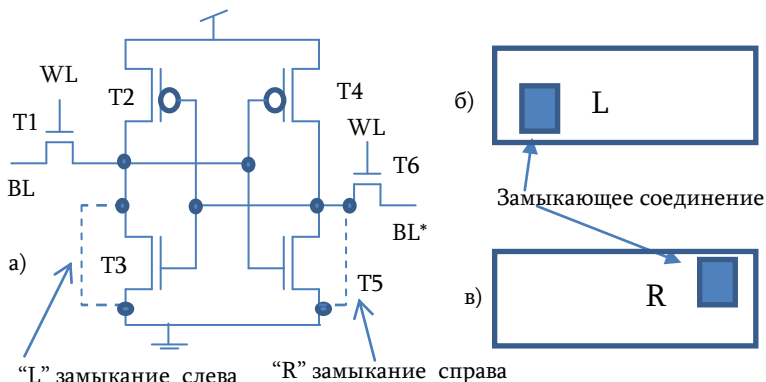 WL
T1
BL
T2
T4
WL
T6
BL*
T3
T5
а)
“L” замыкание слева
“R” замыкание справа
б)
L
Замыкающее соединение
в)
R